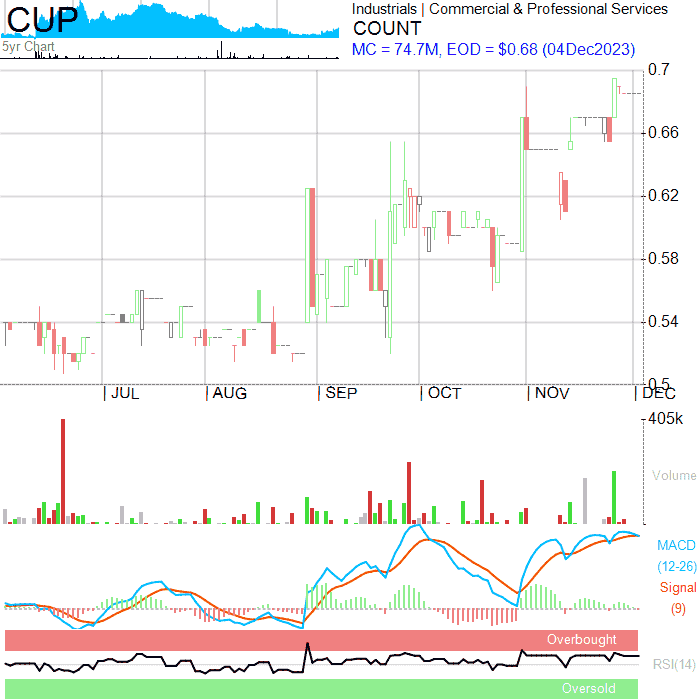 CUP
5yr Chart
Industrials | Commercial & Professional Services
COUNT
MC = 74.7M, EOD = $0.68 (04Dec2023)
0.7
0.66
0.62
0.58
0.54
0.5
JUL AUG SEP OCT NOV DEC
405k
Volume
MACD
(12-26)
Signal
(9)
Overbought
RSI(14)
Oversold